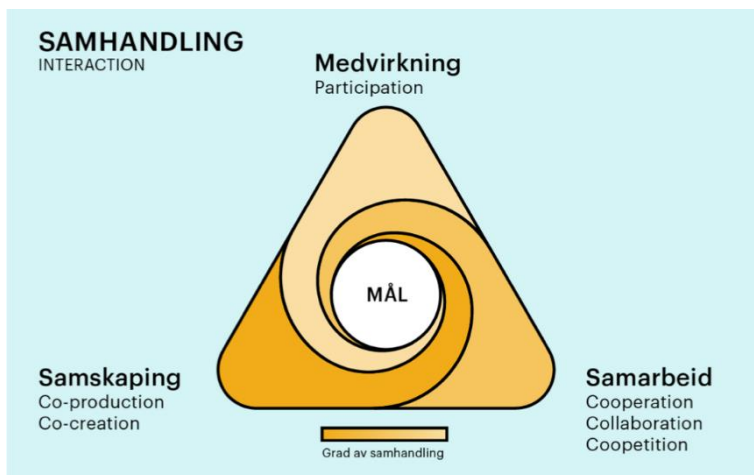 SAMHANDLING
INTERACTION
Medvirkning
Participation
MÅL
Samskaping
Co-production
Co-creation
Samarbeid
Cooperation
Collaboration
Coopetition
Grad av samhandling